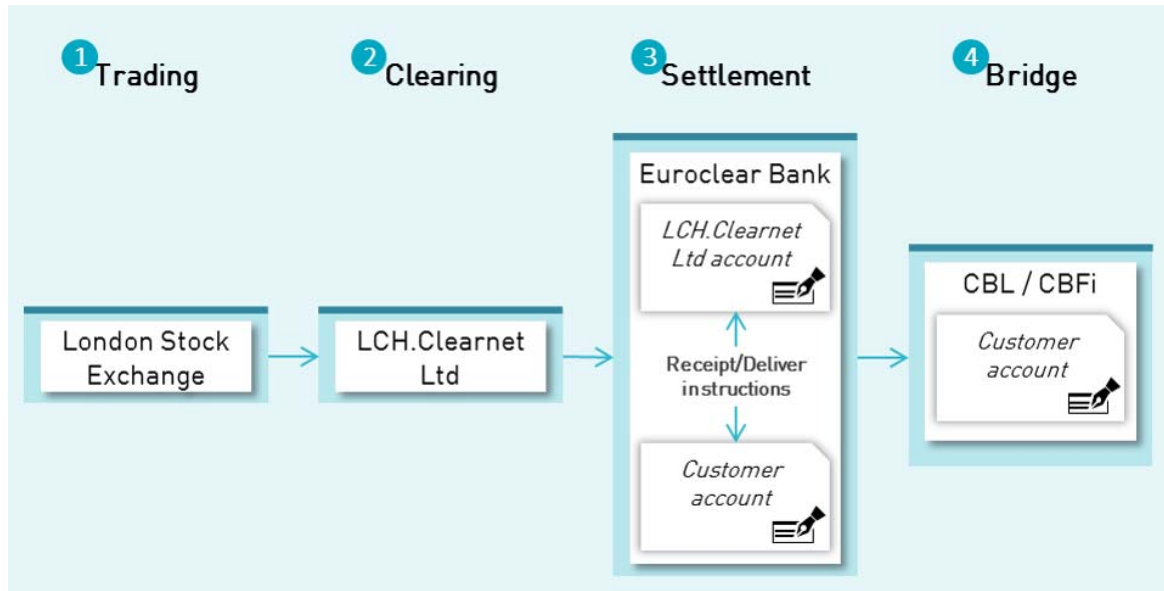 1 Trading
2 Clearing
3 Settlement
4 Bridge
London Stock
Exchange
LCH.Clearnet
Ltd
Euroclear Bank
LCH.Clearnet
Ltd account
Receipt/Deliver
instructions
Customer
account
CBL / CBFi
Customer
account